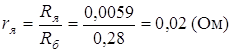 r_я = R_я / R_б = 0,0059 / 0,28 = 0,02 (Ом)